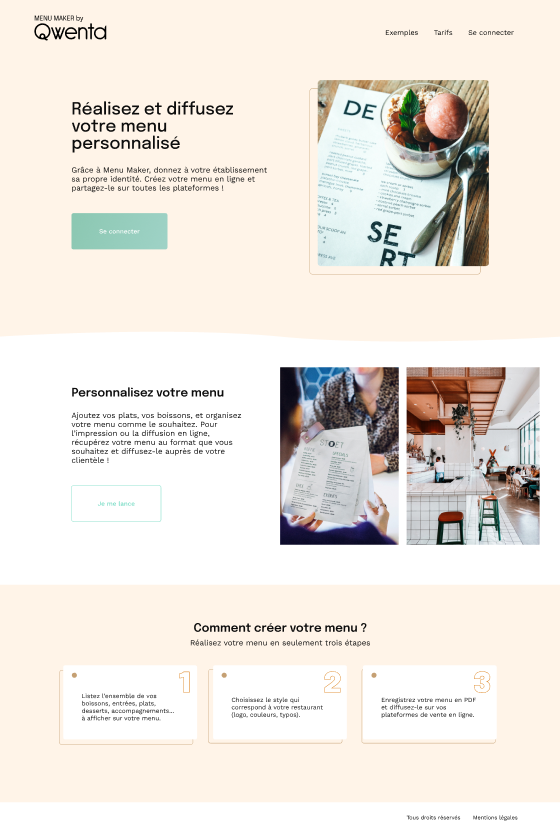 MENU MAKER by
Qwenta
Exemples Tarifs Se connecter
Réalisez et diffusez
votre menu
personnalisé
Grâce à Menu Maker, donnez à votre établissement
sa propre identité. Créez votre menu en ligne et
partagez-le sur toutes les plateformes !
Se connecter
DE
SE
RT
Personnalisez votre menu
Ajoutez vos plats, vos boissons, et organisez
votre menu comme le souhaitez. Pour
l'impression ou la diffusion en ligne,
récupérez votre menu au format que vous
souhaitez et diffusez-le auprès de votre
clientèle !
Je me lance
STOET
Comment créer votre menu ?
Réalisez votre menu en seulement trois étapes
1
Listez l'ensemble de vos
boissons, entrées, plats,
desserts, accompagnements...
à afficher sur votre menu.
2
Choisissez le style qui
correspond à votre restaurant
(logo, couleurs, typos).
3
Enregistrez votre menu en PDF
et diffusez-le sur vos
plateformes de vente en ligne.
Tous droits réservés Mentions légales